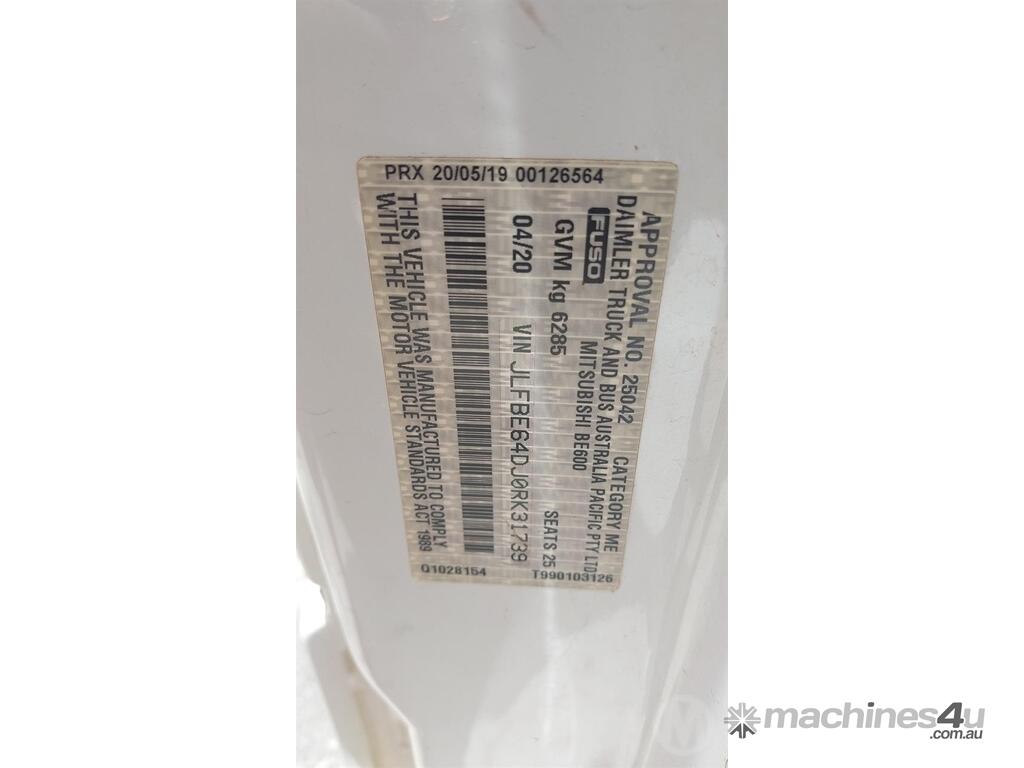 PRX 20/05/19 00126564
APPROVAL NO. 25042 CATEGORY ME
DAIMLER TRUCK AND BUS AUSTRALIA PACIFIC PTY LTD
FUSO MITSUBISHI BE600
GVM kg 6285 SEATS 25
04/20 VIN JLFBE64DJ0RK31739
THIS VEHICLE WAS MANUFACTURED TO COMPLY
WITH THE MOTOR VEHICLE STANDARDS ACT 1989
Q1028154 T990103126
machines4u
.com.au